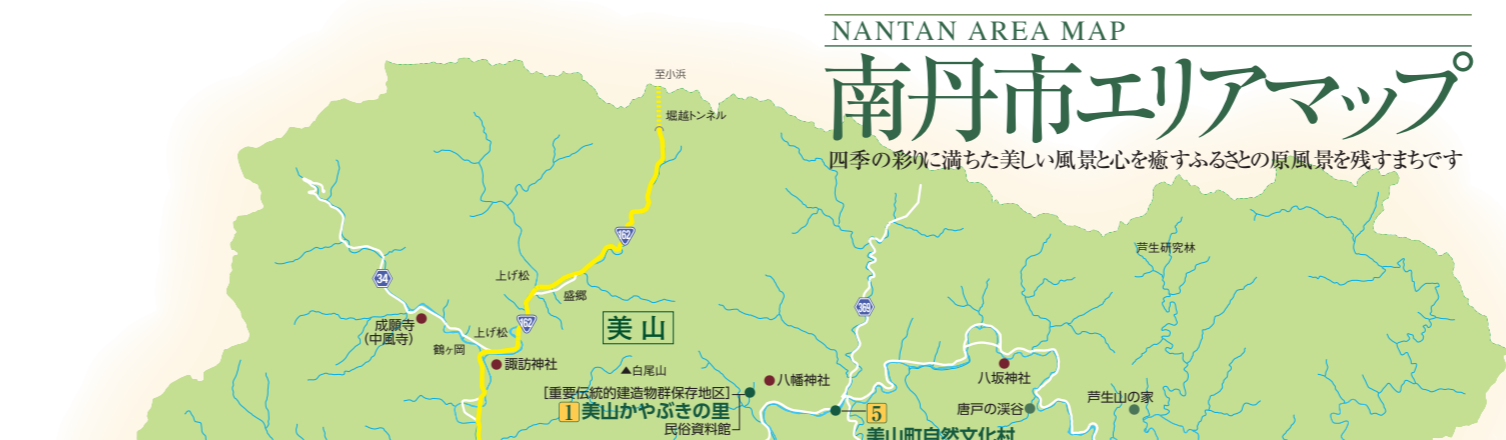 NANTAN AREA MAP
南丹市エリアマップ
四季の彩りに満ちた美しい風景と心を癒すふるさとの原風景を残すまちです
至小浜
堀越トンネル
162
芦生研究林
34
上げ松
盛郷
369
成願寺
(中風寺)
上げ松
162
美山
鶴ヶ岡
諏訪神社
白尾山
八幡神社
八坂神社
[重要伝統的建造物群保存地区]
1 美山かやぶきの里
民俗資料館
5
美山町自然文化村
唐戸の渓谷
芦生山の家